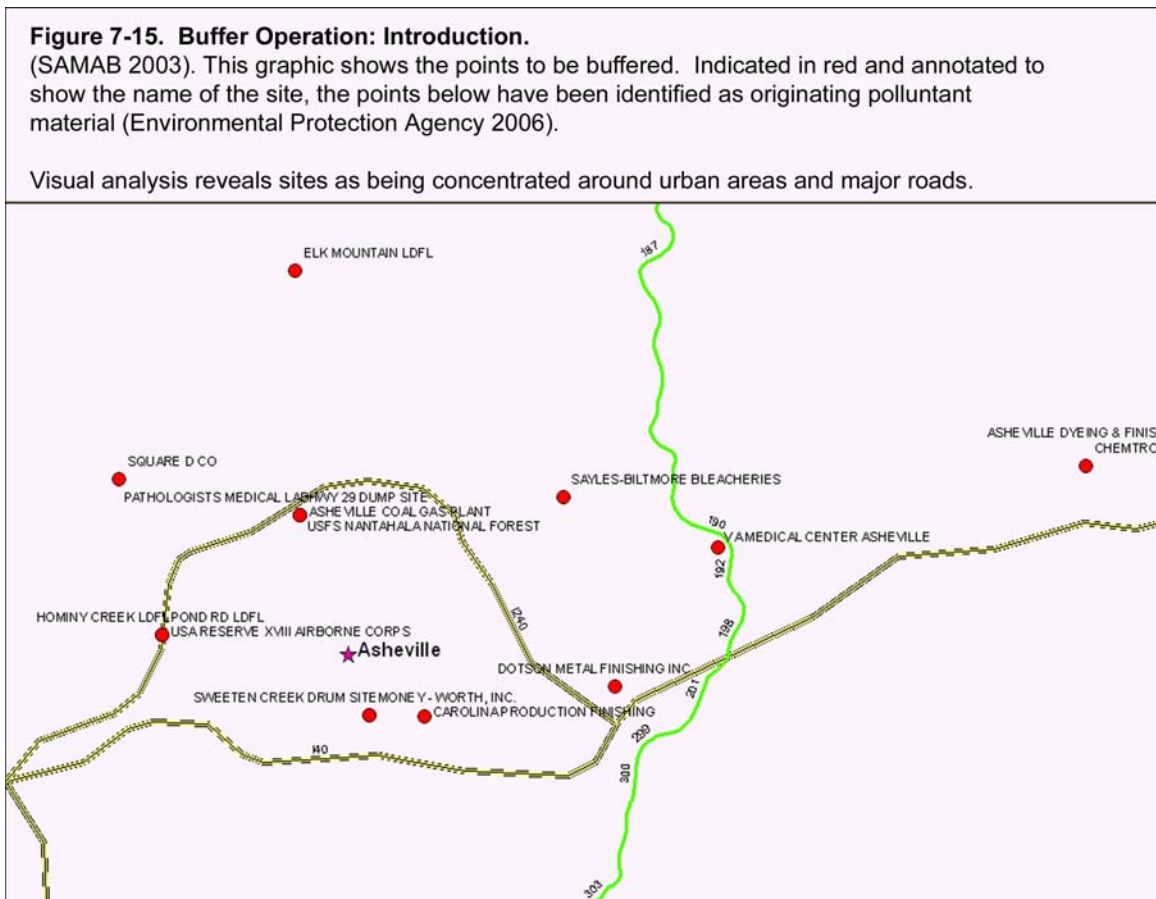 Figure 7-15. Buffer Operation: Introduction.
(SAMAB 2003). This graphic shows the points to be buffered. Indicated in red and annotated to
show the name of the site, the points below have been identified as originating polluntant
material (Environmental Protection Agency 2006).
Visual analysis reveals sites as being concentrated around urban areas and major roads.
187
ELK MOUNTAIN LDFL
ASHEVILLE DYEING & FINIS
CHEMTRO
SQUARE D CO
SAYLES-BILTMORE BLEACHERIES
PATHOLOGISTS MEDICAL LAB HWY 29 DUMP SITE
ASHEVILLE COAL GAS PLANT
USFS NANTAHALA NATIONAL FOREST
190
VA MEDICAL CENTER ASHEVILLE
192
HOMINY CREEK LDFL POND RD LDFL
USA RESERVE XVIII AIRBORNE CORPS
I240
198
Asheville
DOTSON METAL FINISHING INC
201
SWEETEN CREEK DRUM SITE MONEY - WORTH, INC.
CAROLINA PRODUCTION FINISHING
299
I40
300
303